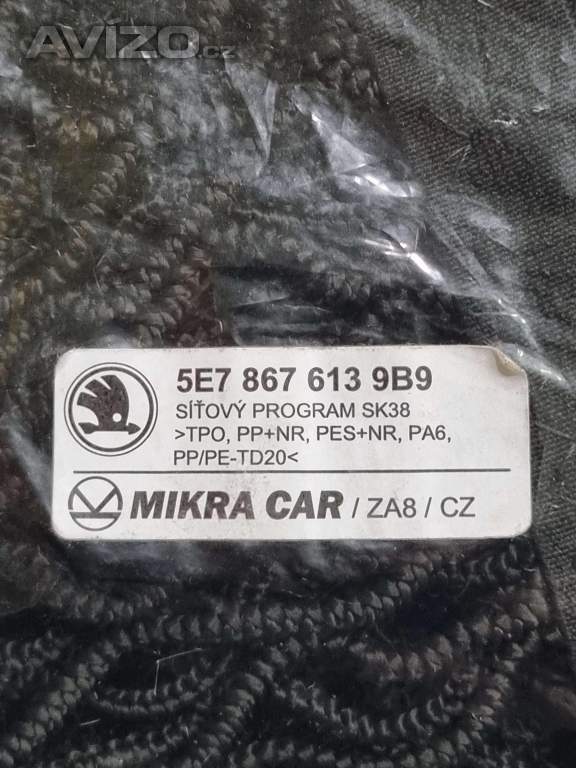 AVÍZO.cz
5E7 867 613 9B9
SÍŤOVÝ PROGRAM SK38
>TPO, PP+NR, PES+NR, PA6,
PP/PE-TD20<
MIKRA CAR / ZA8 / CZ